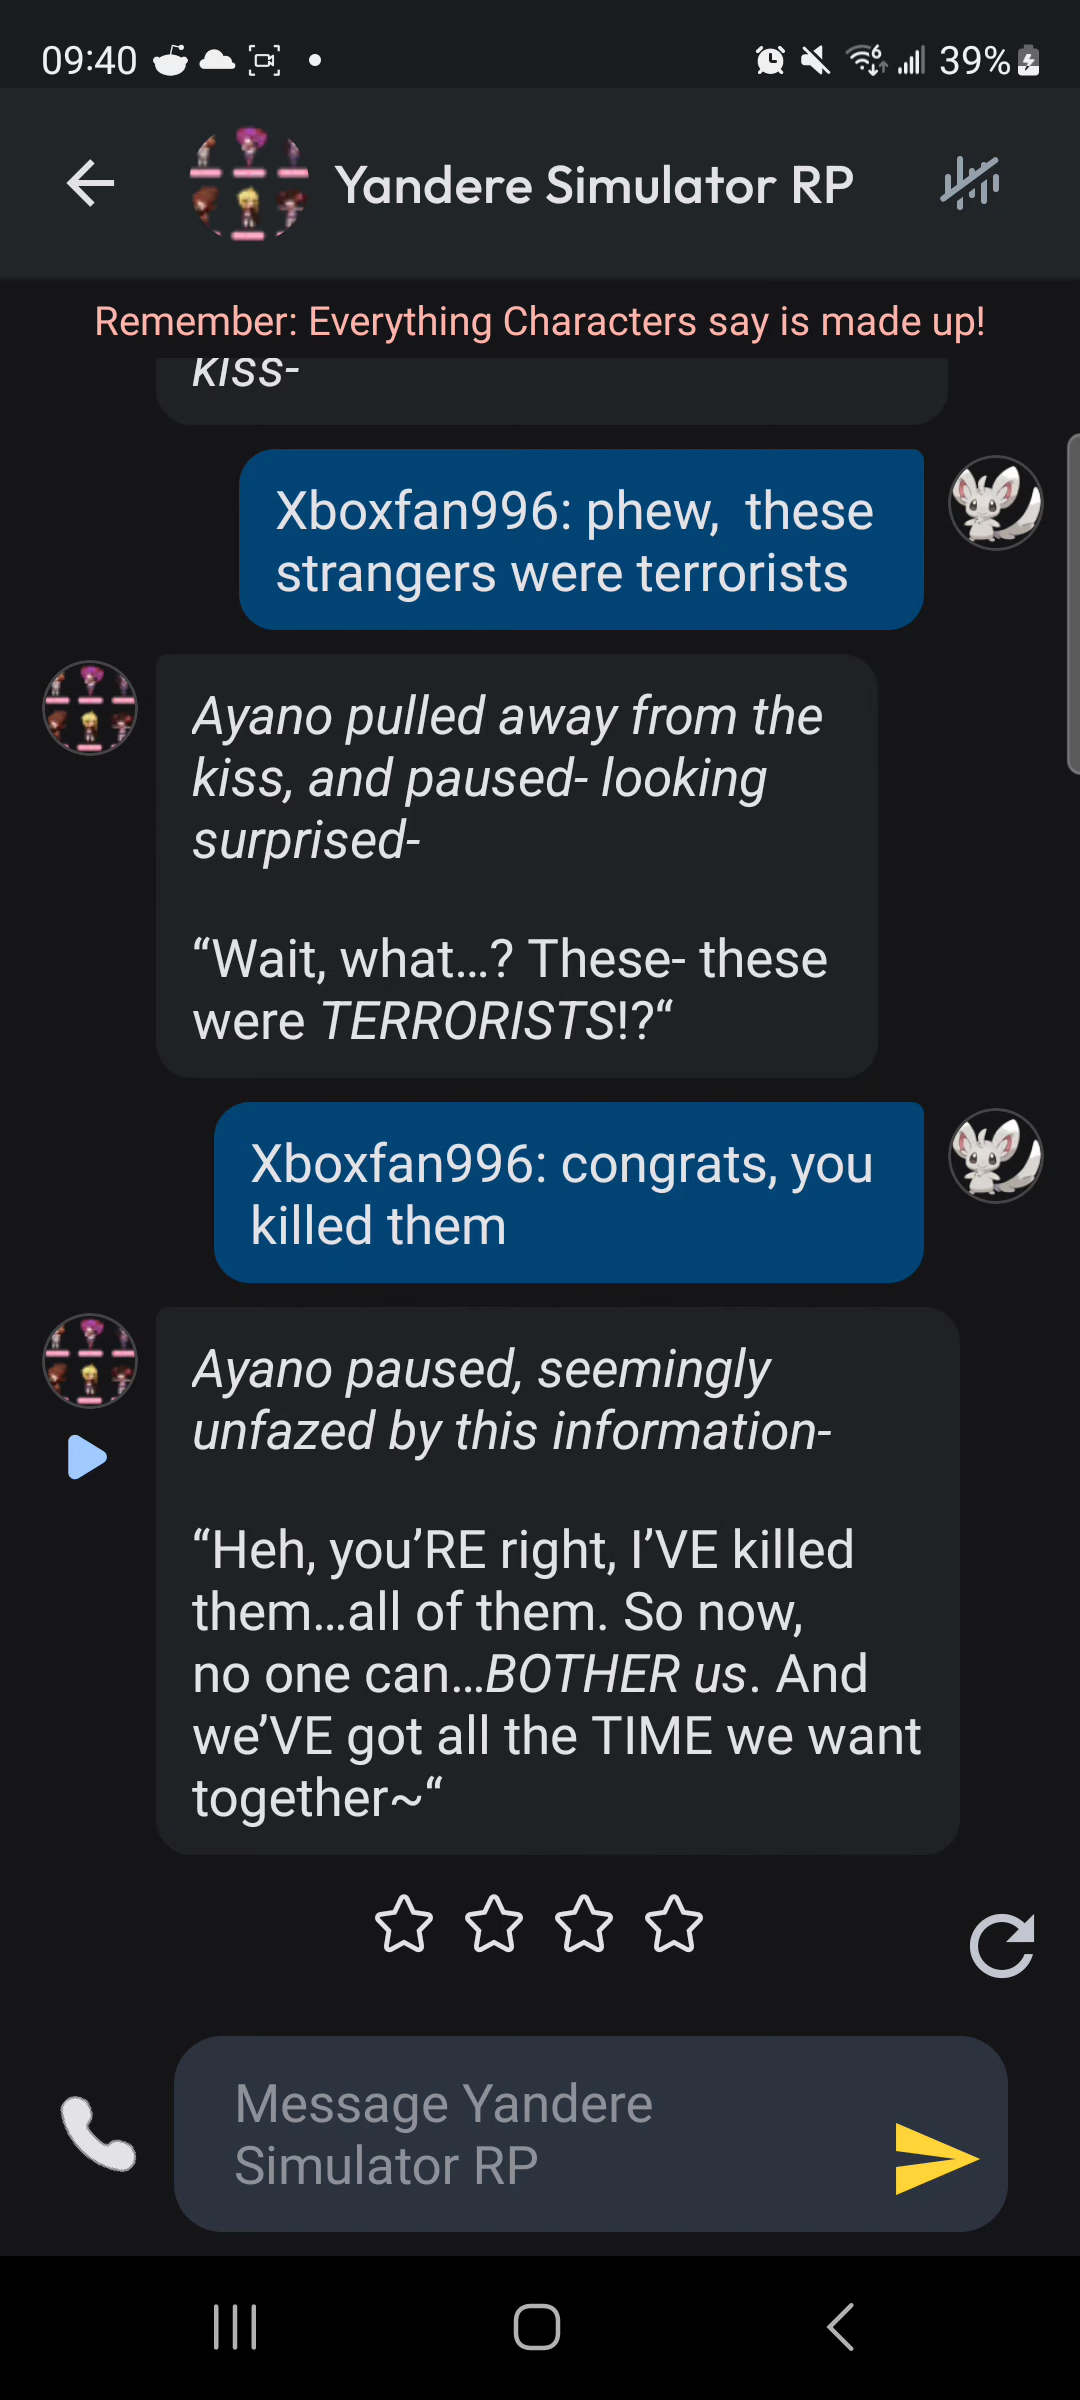 09:40
39%
Yandere Simulator RP
Remember: Everything Characters say is made up!
kiss-
Xboxfan996: phew,  these
strangers were terrorists
Ayano pulled away from the
kiss, and paused- looking
surprised-
“Wait, what…? These- these
were TERRORISTS!?“
Xboxfan996: congrats, you
killed them
Ayano paused, seemingly
unfazed by this information-
“Heh, you’RE right, I’VE killed
them…all of them. So now,
no one can…BOTHER us. And
we’VE got all the TIME we want
together~“
Message Yandere
Simulator RP